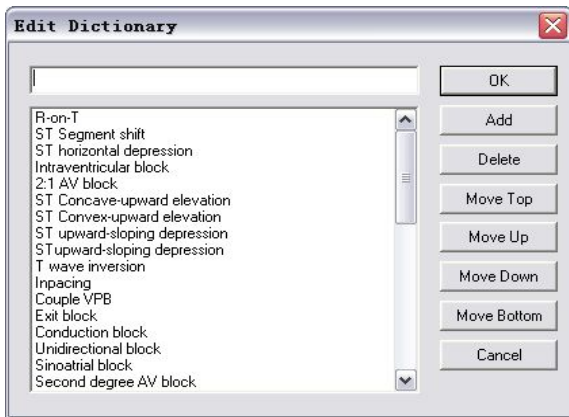 Edit Dictionary
OK
R-on-T
ST Segment shift
ST horizontal depression
Intraventricular block
2:1 AV block
ST Concave-upward elevation
ST Convex-upward elevation
ST upward-sloping depression
STupward-sloping depression
T wave inversion
Inpacing
Couple VPB
Exit block
Conduction block
Unidirectional block
Sinoatrial block
Second degree AV block
Add
Delete
Move Top
Move Up
Move Down
Move Bottom
Cancel